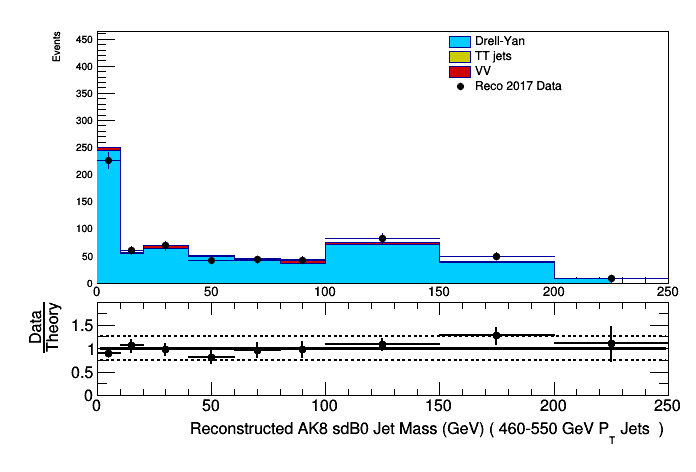 Events
450
400
350
300
250
200
150
100
50
0
Drell-Yan
TT jets
VV
Reco 2017 Data
0 50 100 150 200 250
Data
Theory
1.5
1
0.5
0
0 50 100 150 200 250
Reconstructed AK8 sdB0 Jet Mass (GeV) ( 460-550 GeV P_T Jets )